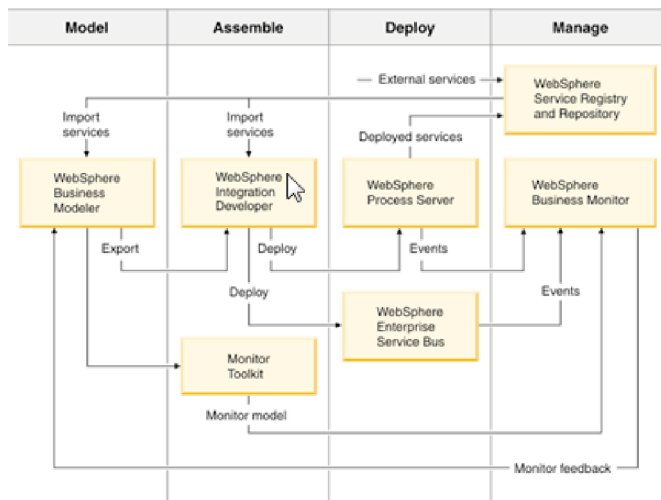 Model
Assemble
Deploy
Manage
External services
WebSphere
Service Registry
and Repository
Import
services
Import
services
Deployed services
WebSphere
Business
Modeler
WebSphere
Integration
Developer
WebSphere
Process Server
WebSphere
Business Monitor
Export
Deploy
Events
Deploy
Events
WebSphere
Enterprise
Service Bus
Monitor
Toolkit
Monitor model
Monitor feedback